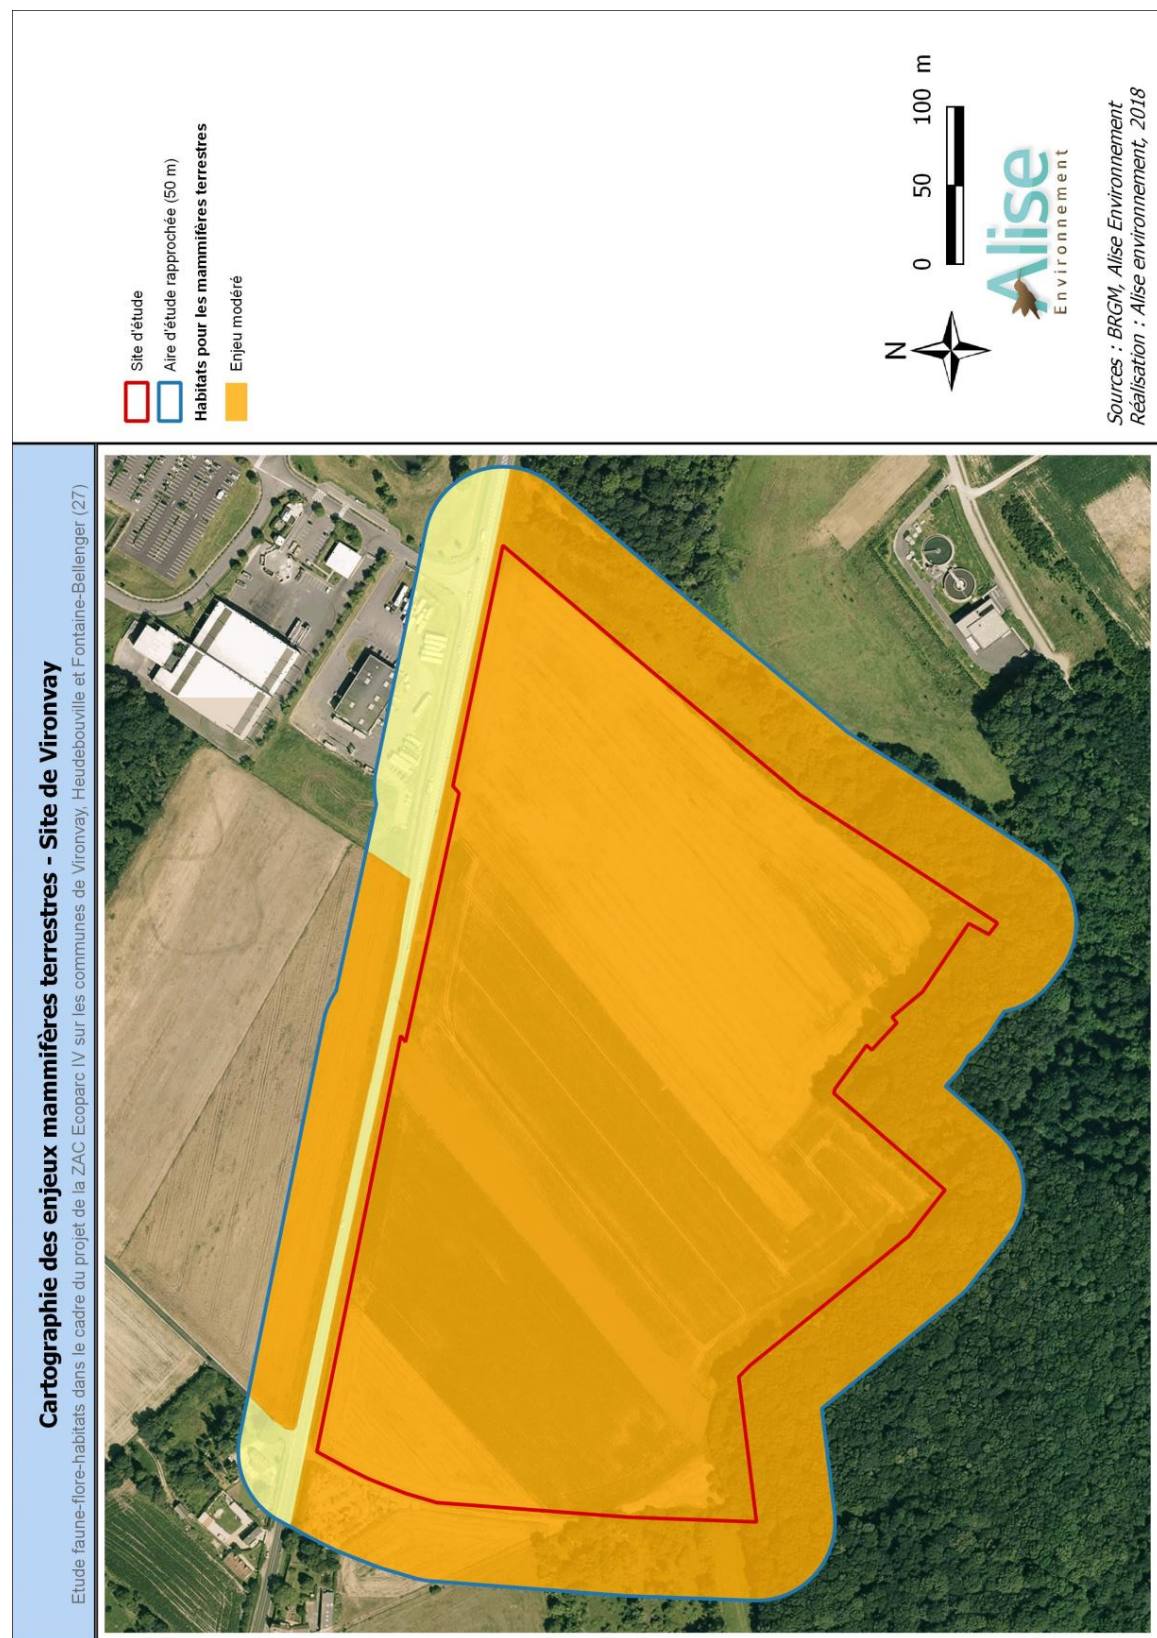 Cartographie des enjeux mammifères terrestres - Site de Vironvay
Etude faune-flore-habitats dans le cadre du projet de la ZAC Ecoparc IV sur les communes de Vironvay, Heudebouville et Fontaine-Bellenger (27)
Site d'étude
Aire d'étude rapprochée (50 m)
Habitats pour les mammifères terrestres
Enjeu modéré
N
0 50 100 m
Alise
Environnement
Sources : BRGM, Alise Environnement
Réalisation : Alise environnement, 2018